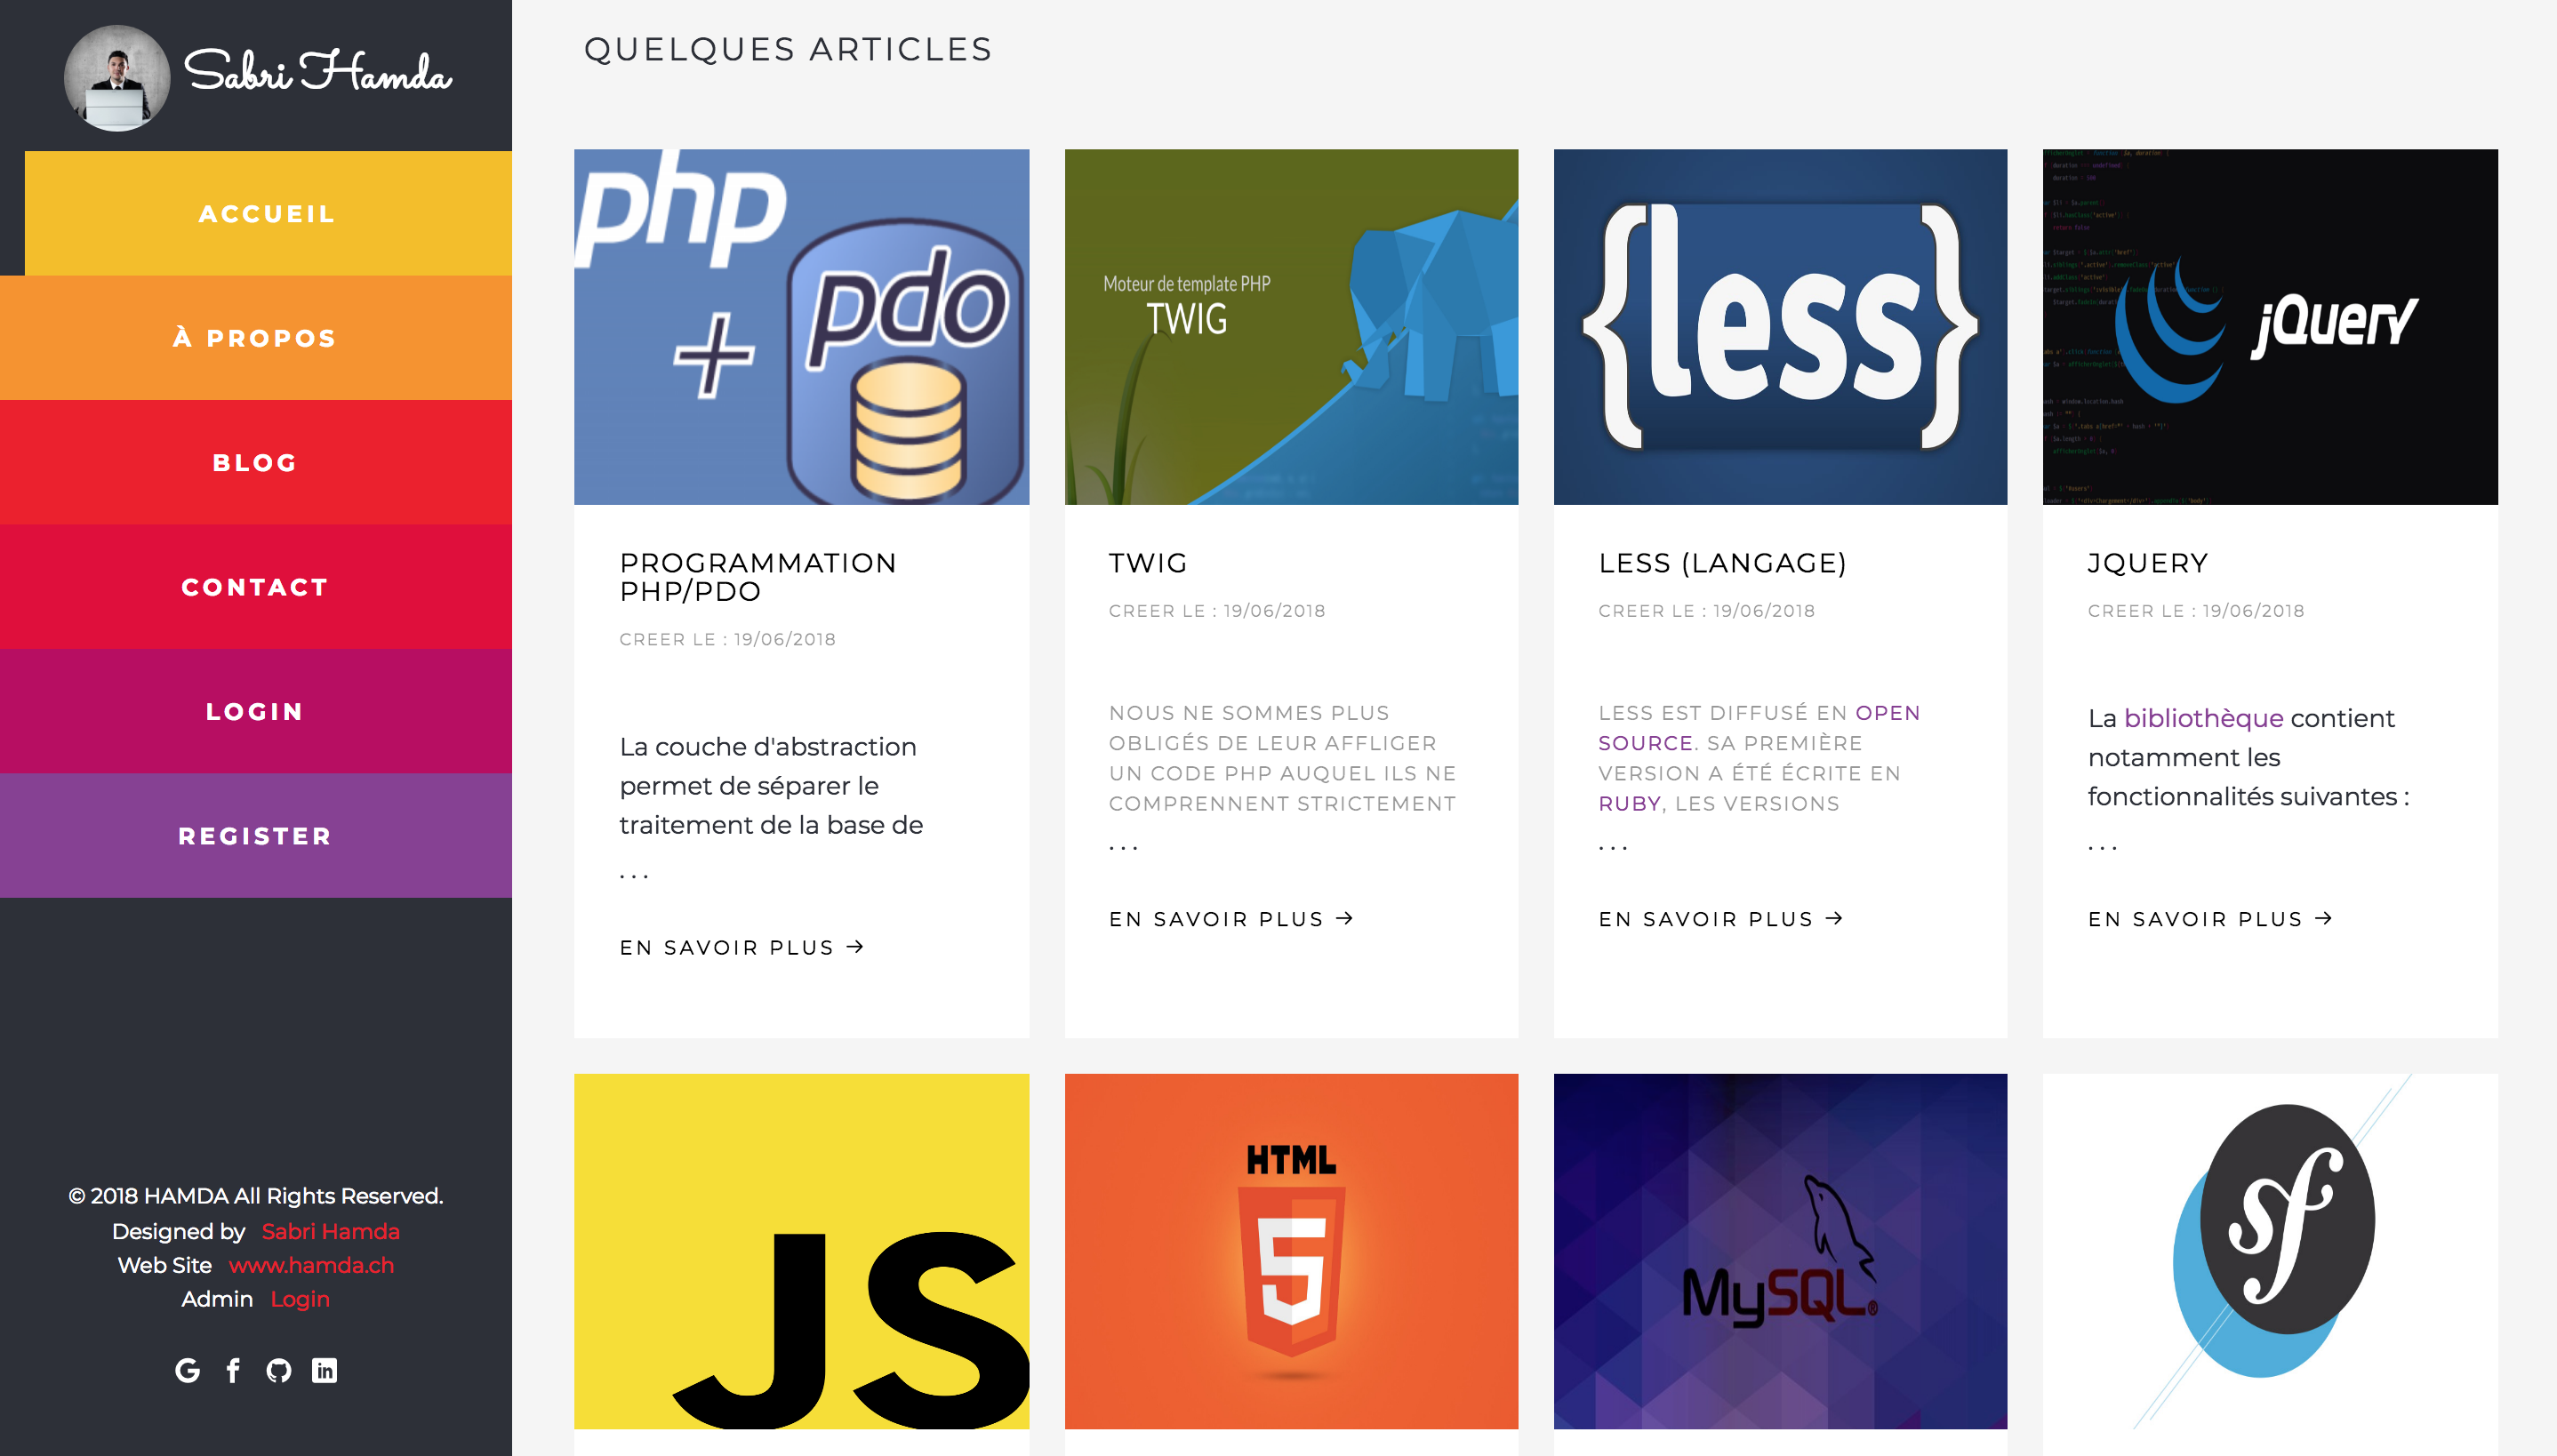 Sabri Hamda
ACCUEIL
À PROPOS
BLOG
CONTACT
LOGIN
REGISTER
© 2018 HAMDA All Rights Reserved.
Designed by Sabri Hamda
Web Site www.hamda.ch
Admin Login
QUELQUES ARTICLES
php
+
pdo
PROGRAMMATION
PHP/PDO
CREER LE : 19/06/2018
La couche d'abstraction
permet de séparer le
traitement de la base de
. . .
EN SAVOIR PLUS →
Moteur de template PHP
TWIG
TWIG
CREER LE : 19/06/2018
NOUS NE SOMMES PLUS
OBLIGÉS DE LEUR AFFLIGER
UN CODE PHP AUQUEL ILS NE
COMPRENNENT STRICTEMENT
. . .
EN SAVOIR PLUS →
{less}
LESS (LANGAGE)
CREER LE : 19/06/2018
LESS EST DIFFUSÉ EN OPEN
SOURCE. SA PREMIÈRE
VERSION A ÉTÉ ÉCRITE EN
RUBY, LES VERSIONS
. . .
EN SAVOIR PLUS →
jQuery
JQUERY
CREER LE : 19/06/2018
La bibliothèque contient
notamment les
fonctionnalités suivantes :
. . .
EN SAVOIR PLUS →
JS
HTML
5
MySQL®
sf